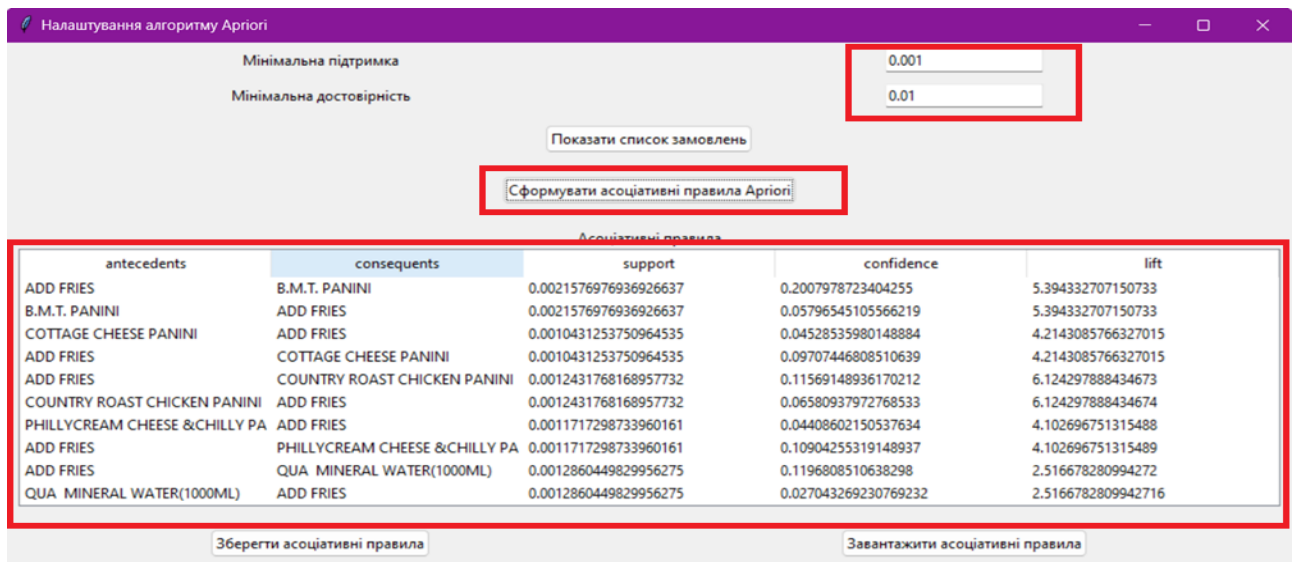 Налаштування алгоритму Apriori
Мінімальна підтримка 0.001
Мінімальна достовірність 0.01
Показати список замовлень
Сформувати асоціативні правила Apriori
Асоціативні правила
antecedents consequents support confidence lift
ADD FRIES B.M.T. PANINI 0.0021576976936926637 0.2007978723404255 5.394332707150733
B.M.T. PANINI ADD FRIES 0.0021576976936926637 0.05796545105566219 5.394332707150733
COTTAGE CHEESE PANINI ADD FRIES 0.0010431253750964535 0.04528535980148884 4.2143085766327015
ADD FRIES COTTAGE CHEESE PANINI 0.0010431253750964535 0.09707446808510639 4.2143085766327015
ADD FRIES COUNTRY ROAST CHICKEN PANINI 0.0012431768168957732 0.11569148936170212 6.124297888434673
COUNTRY ROAST CHICKEN PANINI ADD FRIES 0.0012431768168957732 0.06580937972768533 6.124297888434674
PHILLYCREAM CHEESE &CHILLY PA ADD FRIES 0.0011717298733960161 0.04408602150537634 4.102696751315488
ADD FRIES PHILLYCREAM CHEESE &CHILLY PA 0.0011717298733960161 0.10904255319148937 4.102696751315489
ADD FRIES QUA MINERAL WATER(1000ML) 0.0012860449829956275 0.1196808510638298 2.516678280994272
QUA MINERAL WATER(1000ML) ADD FRIES 0.0012860449829956275 0.027043269230769232 2.5166782809942716
Зберегти асоціативні правила Завантажити асоціативні правила